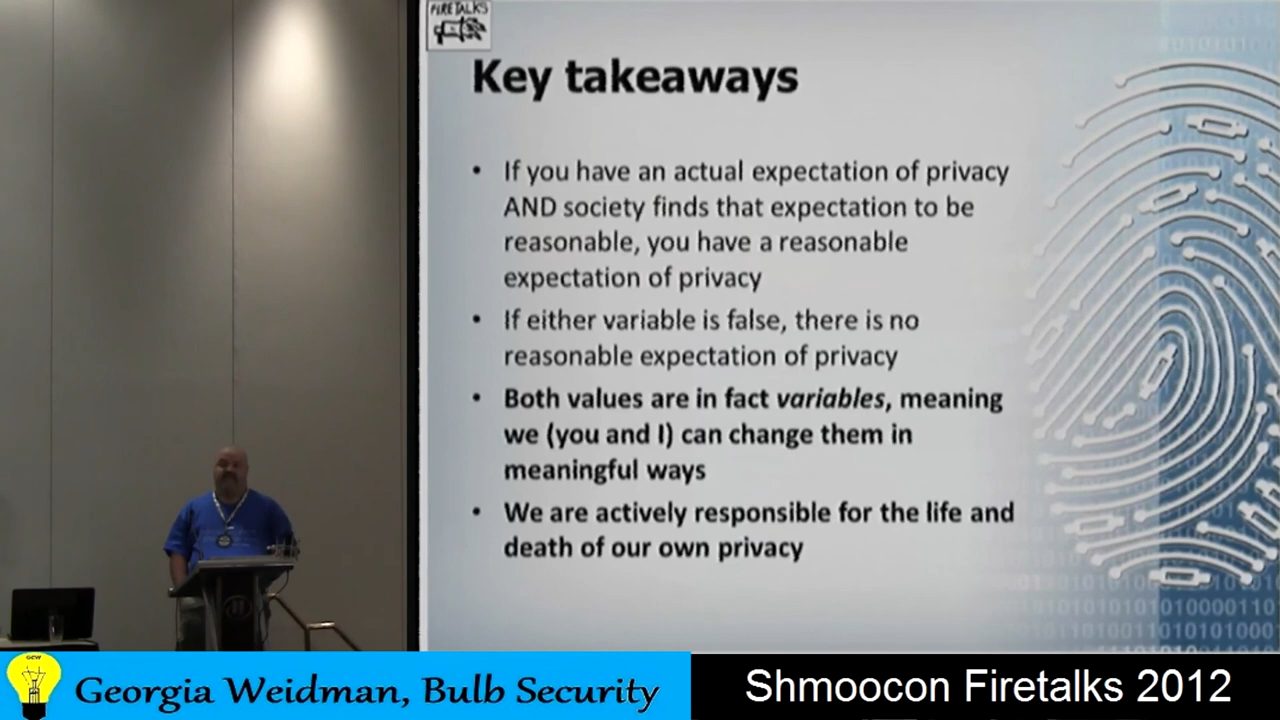 FIRETALKS
Key takeaways
• If you have an actual expectation of privacy
AND society finds that expectation to be
reasonable, you have a reasonable
expectation of privacy
• If either variable is false, there is no
reasonable expectation of privacy
• Both values are in fact variables, meaning
we (you and I) can change them in
meaningful ways
• We are actively responsible for the life and
death of our own privacy
GCW
Georgia Weidman, Bulb Security
Shmoocon Firetalks 2012